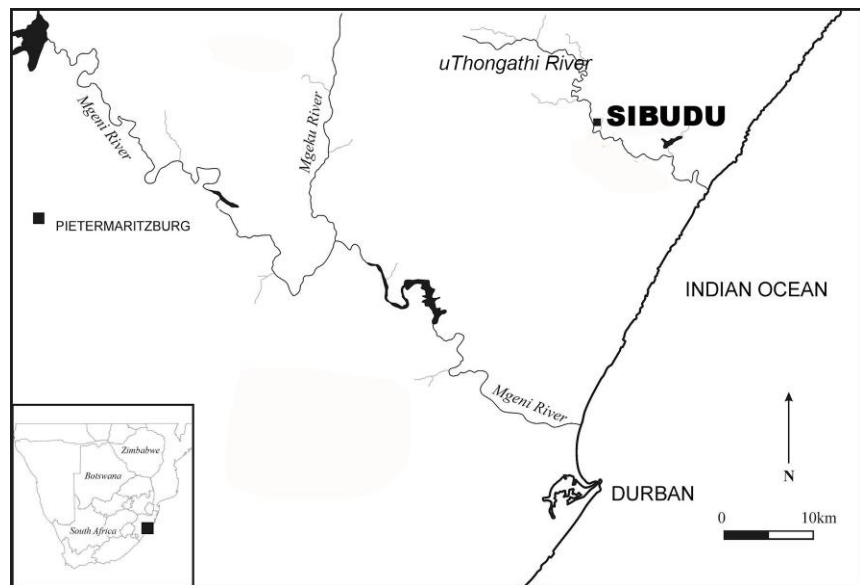 uThongathi River
SIBUDU
Mgeni River
Mgeku River
PIETERMARITZBURG
INDIAN OCEAN
Mgeni River
N
DURBAN
0 10km
Zimbabwe
Botswana
South Africa